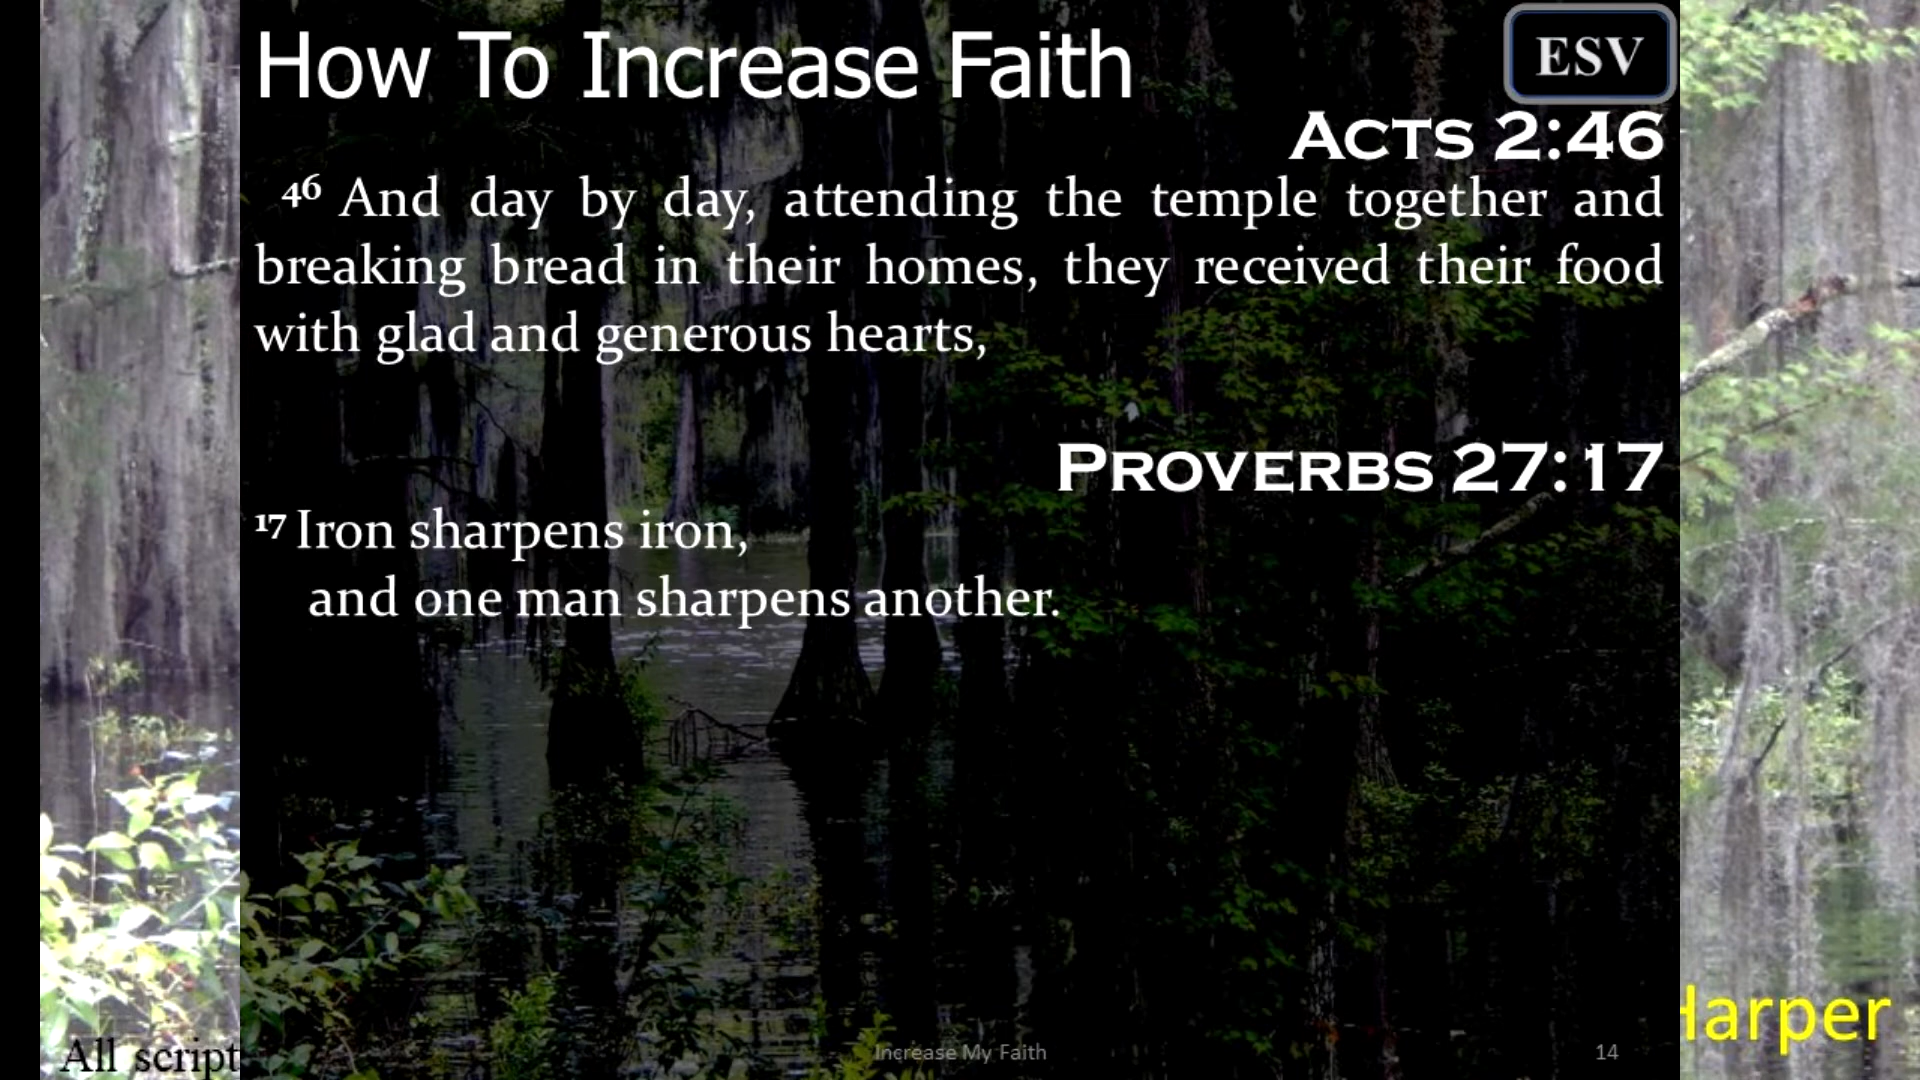 How To Increase Faith
ESV
Acts 2:46
46 And day by day, attending the temple together and
breaking bread in their homes, they received their food
with glad and generous hearts,
Proverbs 27:17
17 Iron sharpens iron,
and one man sharpens another.
Harper
All script
Increase My Faith
14